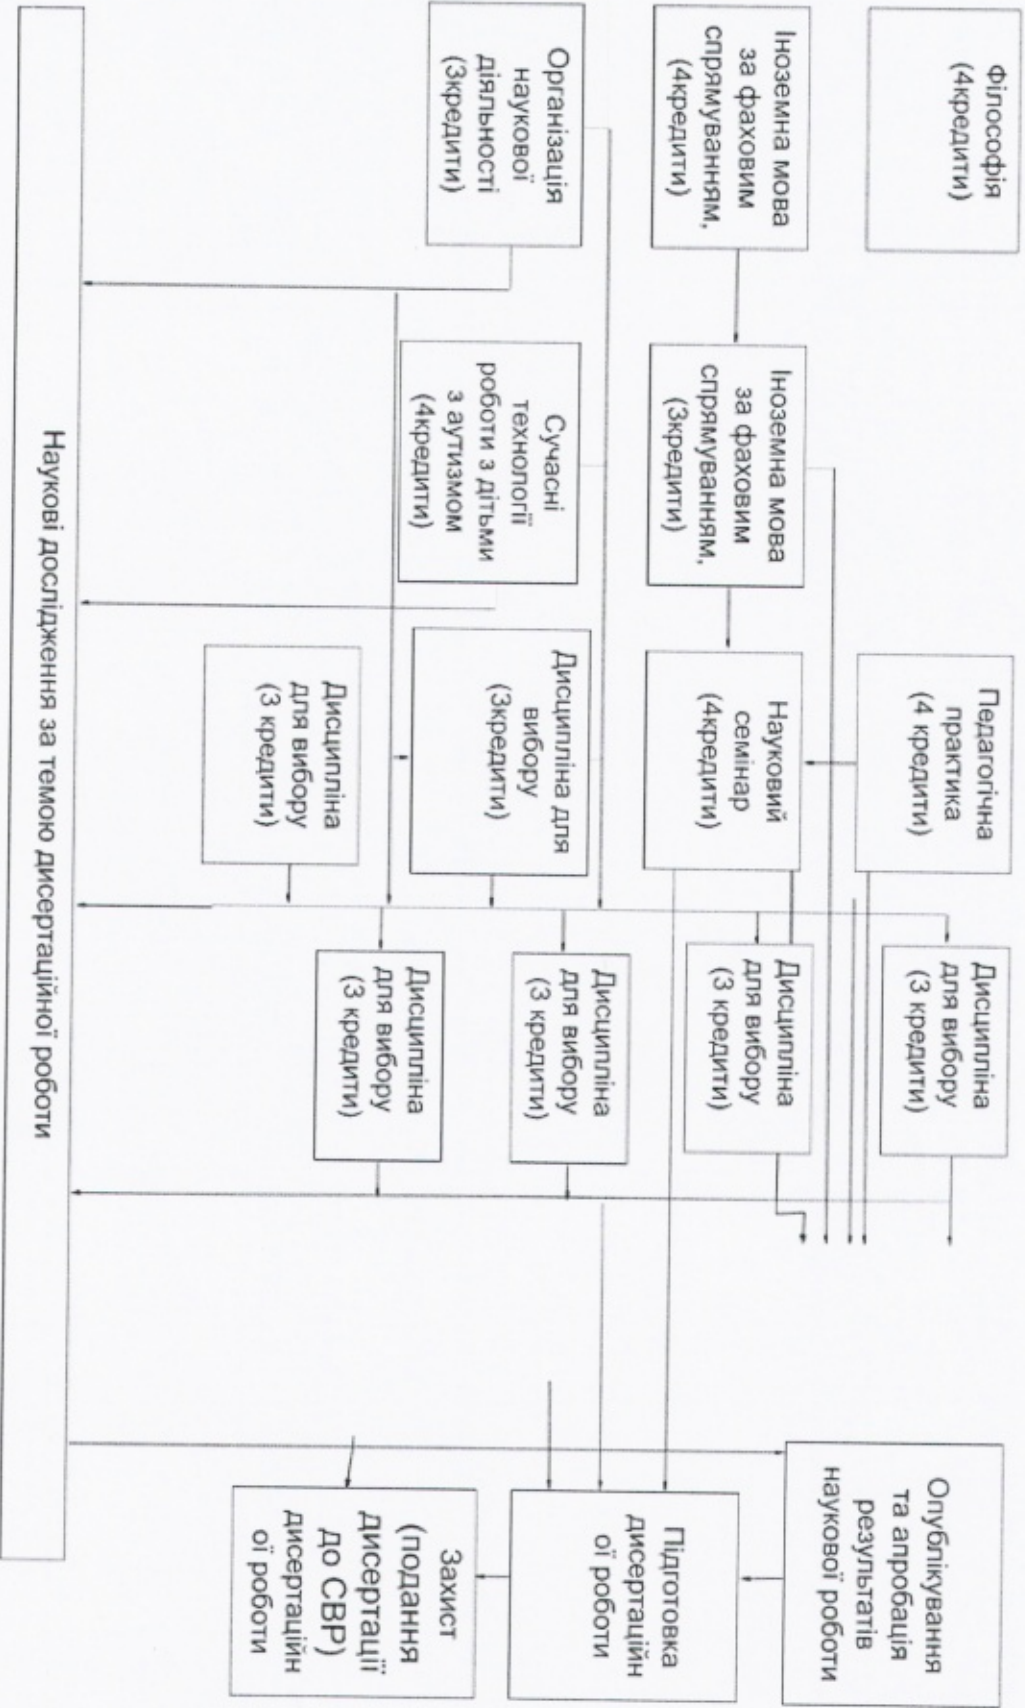 Філософія
(4кредити)
Іноземна мова
за фаховим
спрямуванням,
(4кредити)
Організація
наукової
діяльності
(3кредити)
Іноземна мова
за фаховим
спрямуванням,
(3кредити)
Сучасні
технології
роботи з дітьми
з аутизмом
(4кредити)
Педагогічна
практика
(4 кредити)
Науковий
семінар
(4кредити)
Дисципліна для
вибору
(3кредити)
Дисципліна
для вибору
(3 кредити)
Дисципліна
для вибору
(3 кредити)
Дисципліна
для вибору
(3 кредити)
Дисципліна
для вибору
(3 кредити)
Дисципліна
для вибору
(3 кредити)
Опублікування
та апробація
результатів
наукової роботи
Підготовка
дисертаційн
ої роботи
Захист
(подання
дисертації
до СВР)
дисертаційн
ої роботи
Наукові дослідження за темою дисертаційної роботи